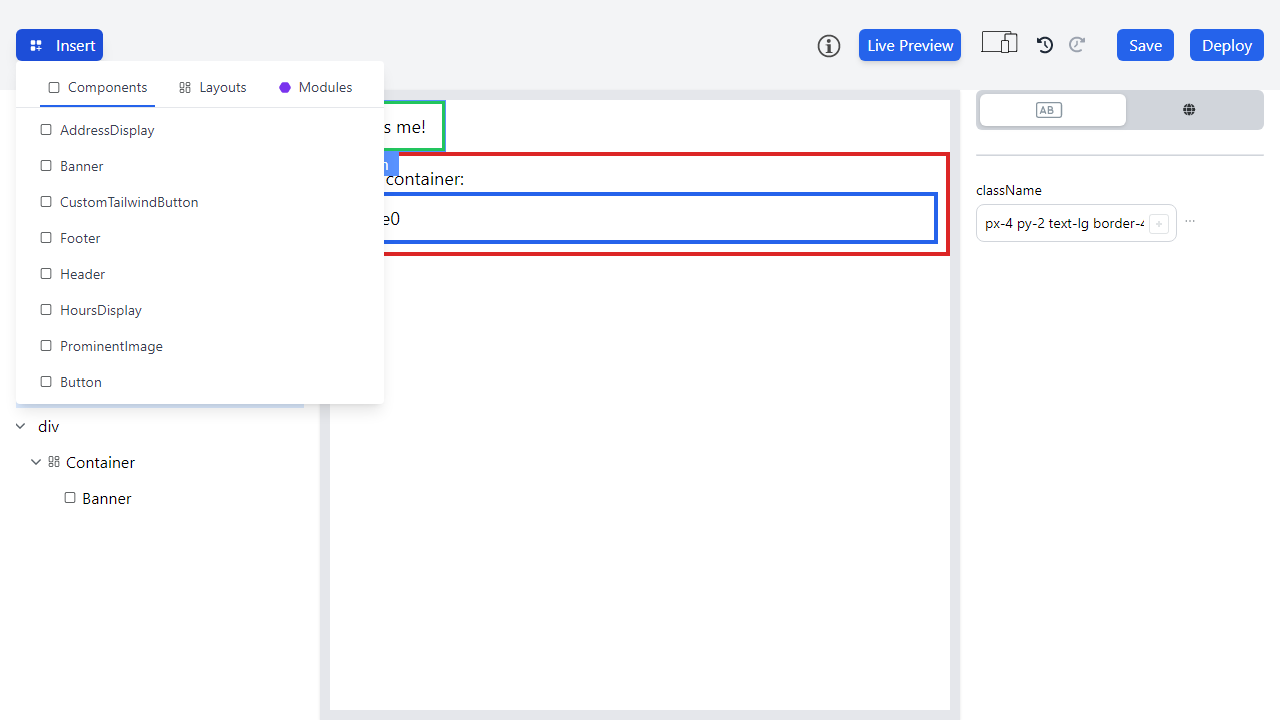 Insert
Live Preview
Save
Deploy
Components
Layouts
Modules
AddressDisplay
Banner
CustomTailwindButton
Footer
Header
HoursDisplay
ProminentImage
Button
me!
container:
AB
className
px-4 py-2 text-lg border-4
...
div
Container
Banner